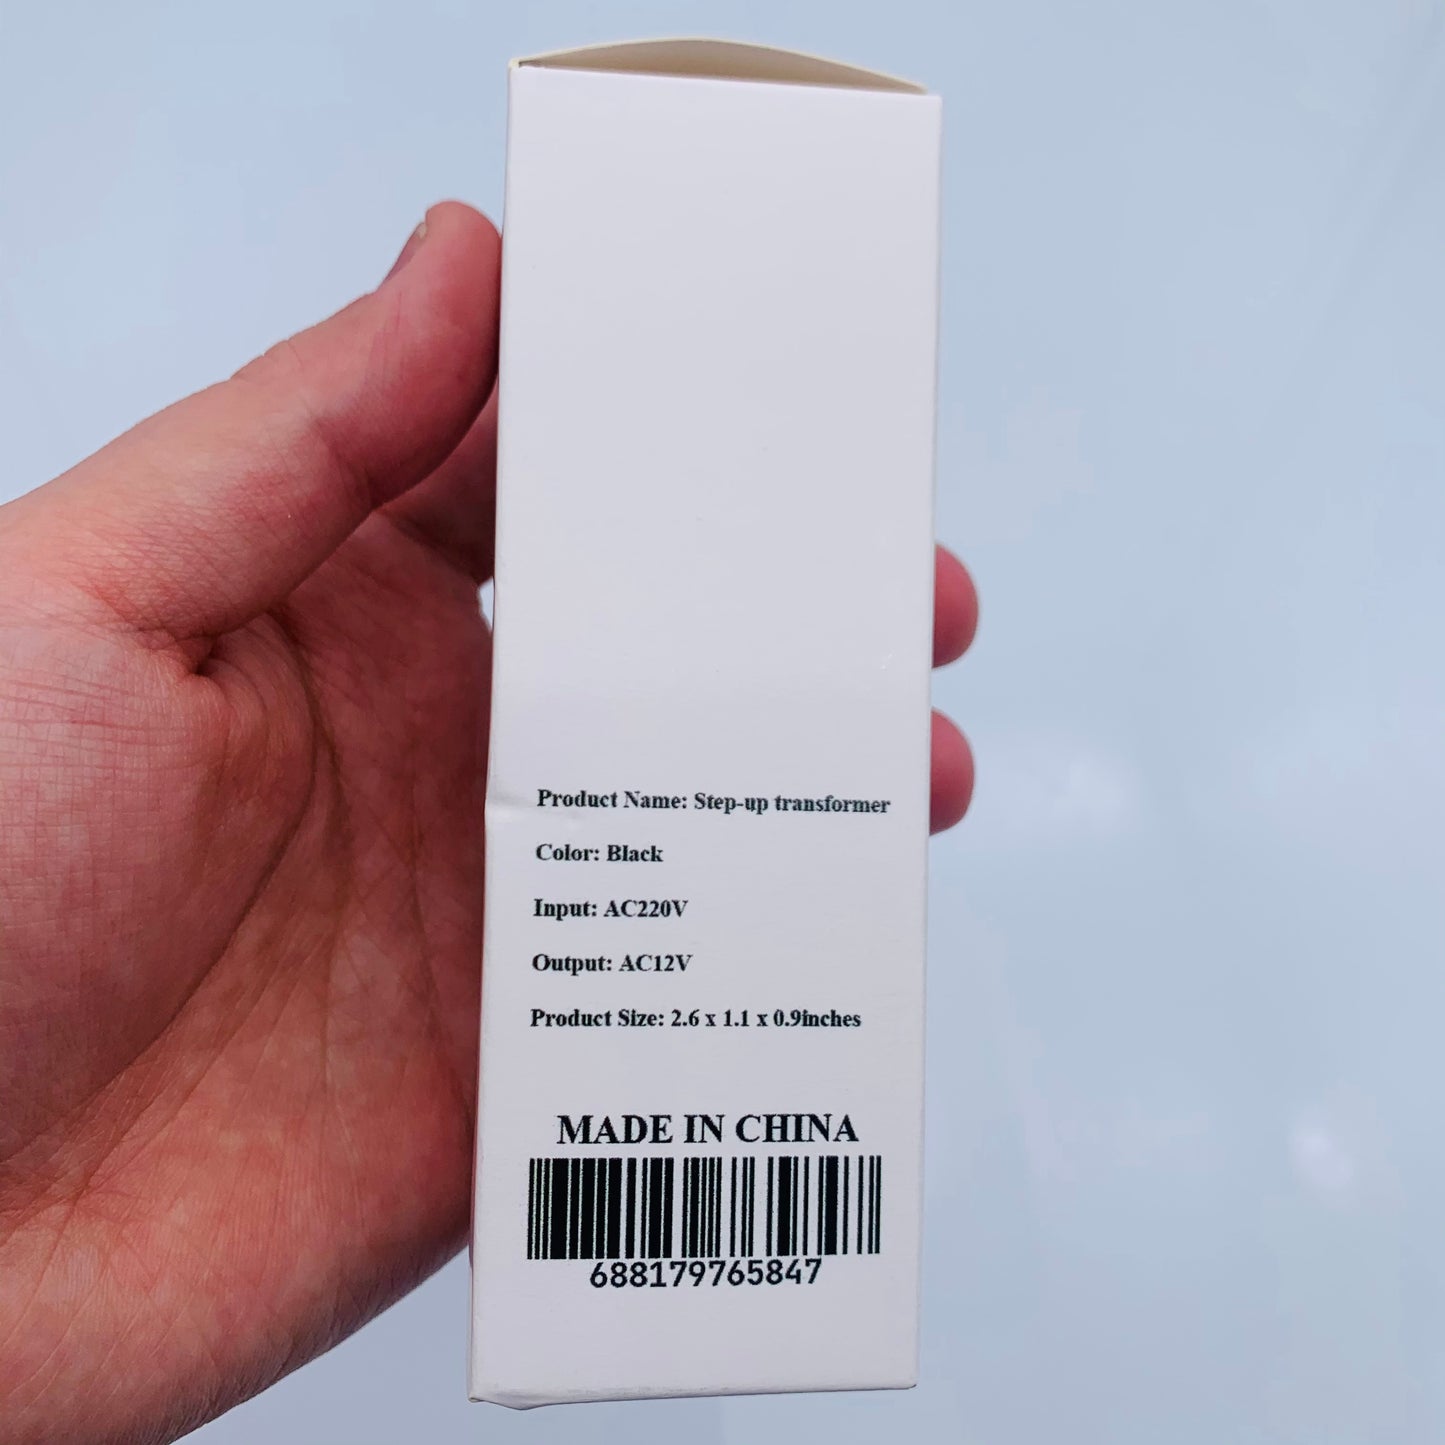 Product Name: Step-up transformer
Color: Black
Input: AC220V
Output: AC12V
Product Size: 2.6 x 1.1 x 0.9inches
MADE IN CHINA
688179765847